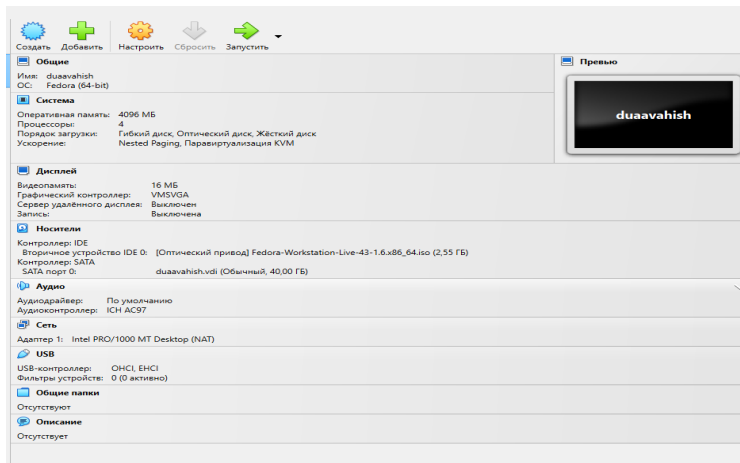 Создать Добавить Настроить Сбросить Запустить
Общие
Имя: duaavahish
ОС: Fedora (64-bit)
Превью
duaavahish
Система
Оперативная память: 4096 МБ
Процессоры: 4
Порядок загрузки: Гибкий диск, Оптический диск, Жёсткий диск
Ускорение: Nested Paging, Паравиртуализация KVM
Дисплей
Видеопамять: 16 МБ
Графический контроллер: VMSVGA
Сервер удалённого дисплея: Выключен
Запись: Выключена
Носители
Контроллер: IDE
Вторичное устройство IDE 0: [Оптический привод] Fedora-Workstation-Live-43-1.6.x86_64.iso (2,55 ГБ)
Контроллер: SATA
SATA порт 0: duaavahish.vdi (Обычный, 40,00 ГБ)
Аудио
Аудиодрайвер: По умолчанию
Аудиоконтроллер: ICH AC97
Сеть
Адаптер 1: Intel PRO/1000 MT Desktop (NAT)
USB
USB-контроллер: OHCI, EHCI
Фильтры устройств: 0 (0 активно)
Общие папки
Отсутствуют
Описание
Отсутствует